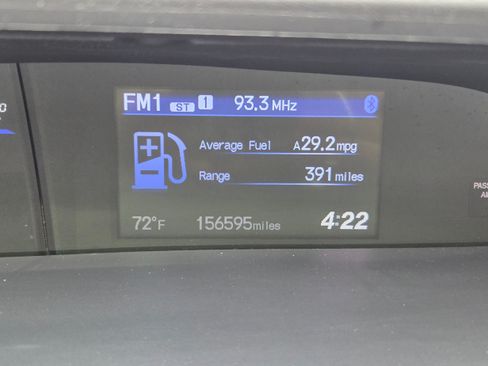 FM1 ST 1 93.3 MHz
Average Fuel A29.2mpg
Range 391 miles
72°F 156595miles 4:22